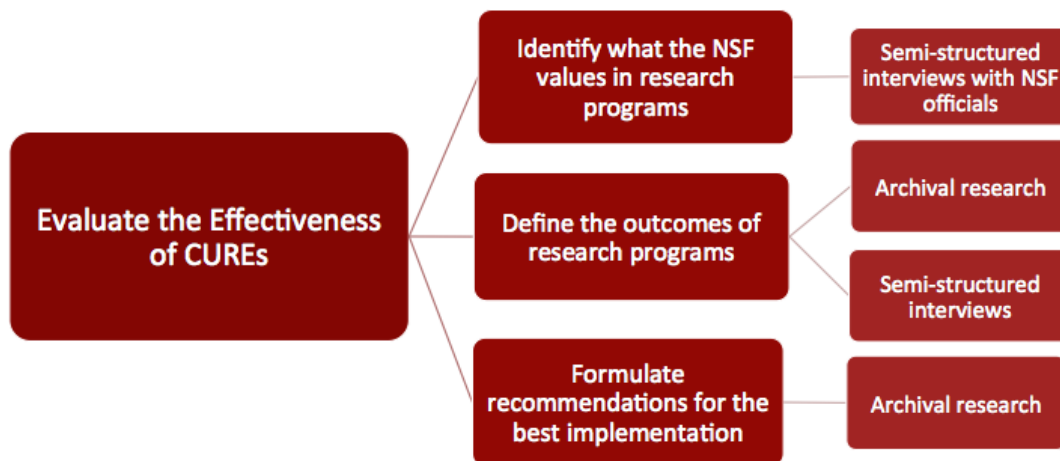 Evaluate the Effectiveness
of CUREs
Identify what the NSF
values in research
programs
Semi-structured
interviews with NSF
officials
Define the outcomes of
research programs
Archival research
Semi-structured
interviews
Formulate
recommendations for the
best implementation
Archival research